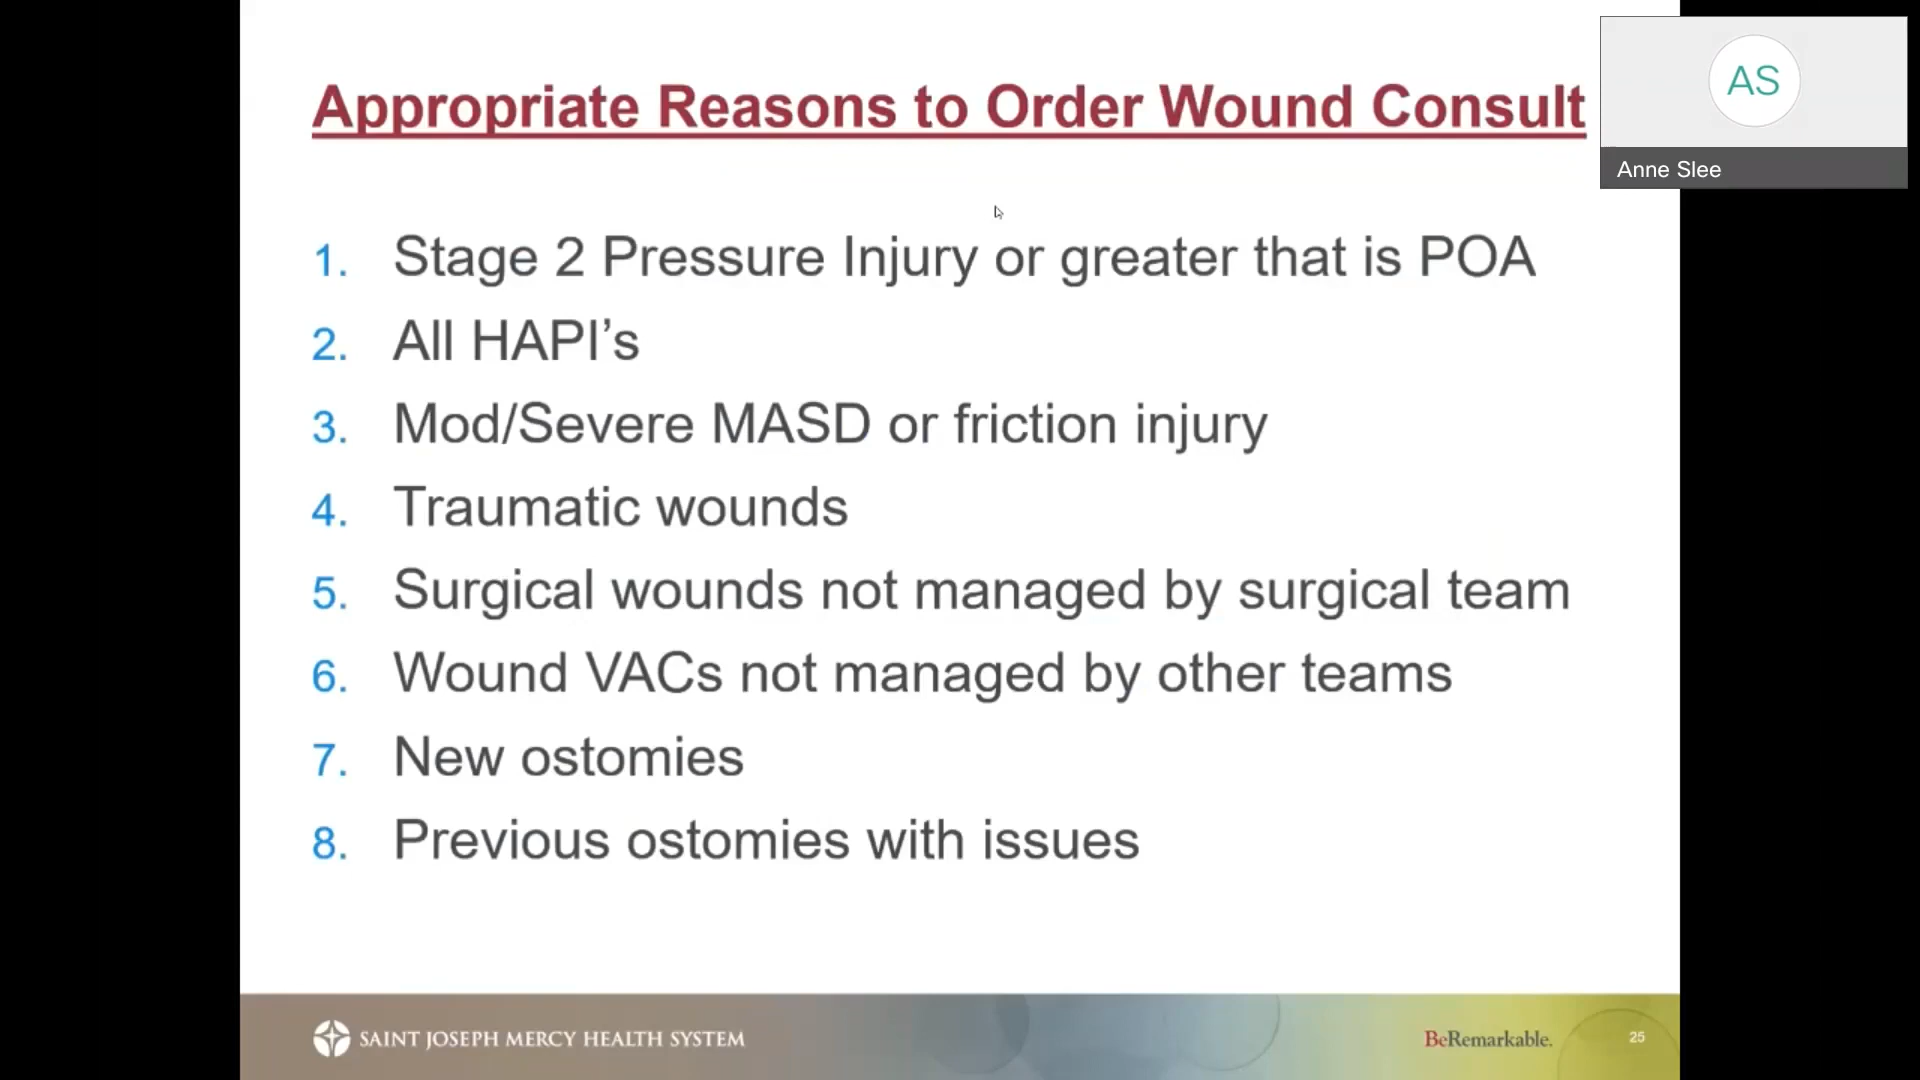 Appropriate Reasons to Order Wound Consult
AS
Anne Slee
1. Stage 2 Pressure Injury or greater that is POA
2. All HAPI’s
3. Mod/Severe MASD or friction injury
4. Traumatic wounds
5. Surgical wounds not managed by surgical team
6. Wound VACs not managed by other teams
7. New ostomies
8. Previous ostomies with issues
SAINT JOSEPH MERCY HEALTH SYSTEM
BeRemarkable.
25